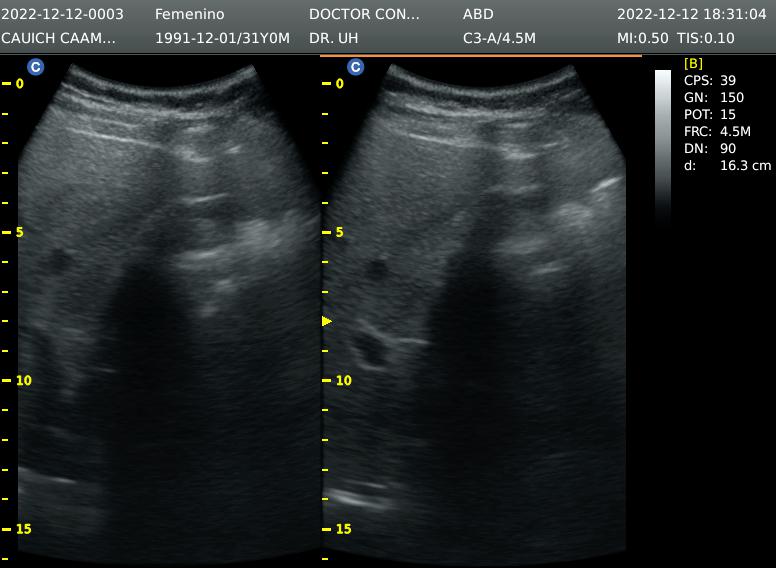 2022-12-12-0003 Femenino DOCTOR CON... ABD 2022-12-12 18:31:04
CAUICH CAAM... 1991-12-01/31Y0M DR. UH C3-A/4.5M MI:0.50 TIS:0.10
C C [B]
0 0 CPS: 39
GN: 150
POT: 15
FRC: 4.5M
DN: 90
d: 16.3 cm
5 5
10 10
15 15